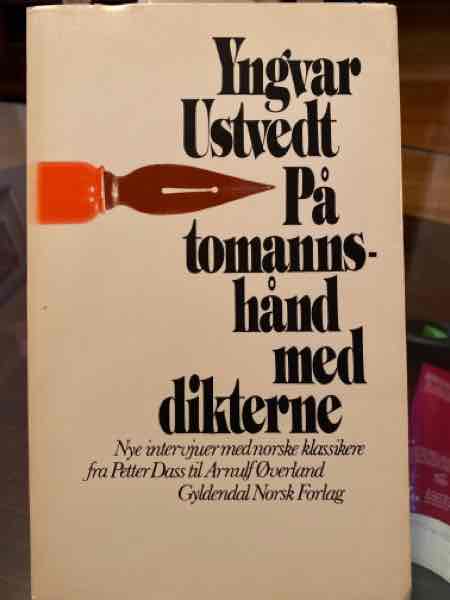 Yngvar
Ustvedt
På
tomanns-
hånd
med
dikterne
Nye intervjuer med norske klassikere
fra Petter Dass til Arnulf Øverland
Gyldendal Norsk Forlag